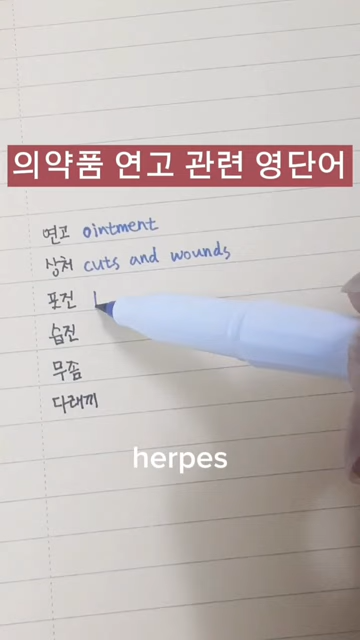 의약품 연고 관련 영단어
연고 ointment
상처 cuts and wounds
포진
습진
무좀
다래끼
herpes